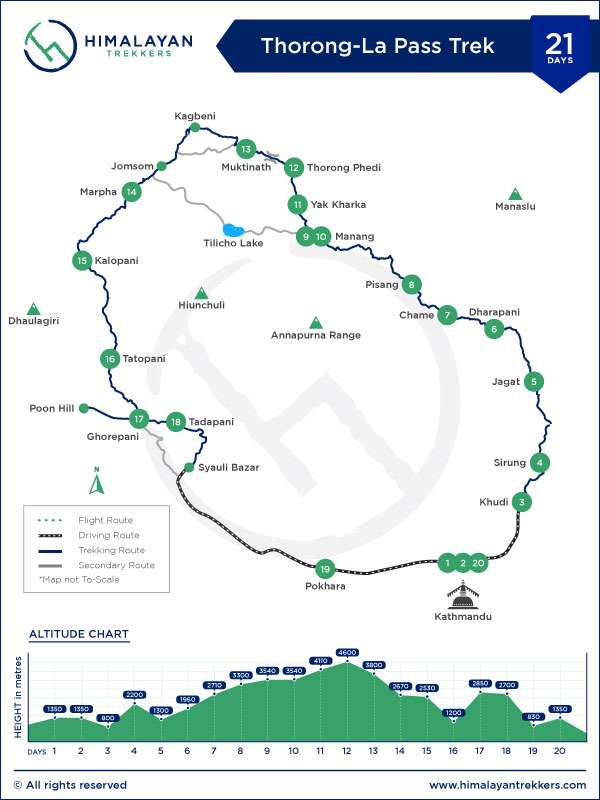 HIMALAYAN
TREKKERS
Thorong-La Pass Trek
21
DAYS
Kagbeni
13
Jomsom
Muktinath
12
Thorong Phedi
Marpha
14
11
Yak Kharka
Manaslu
9
10
Manang
Tilicho Lake
15
Kalopani
Pisang
8
Hiunchuli
Dhaulagiri
Chame
7
Dharapani
6
Annapurna Range
16
Tatopani
Jagat
5
Poon Hill
17
18
Tadapani
Ghorepani
Syauli Bazar
Sirung
4
N
Khudi
3
Flight Route
Driving Route
Trekking Route
Secondary Route
*Map not To-Scale
19
Pokhara
1
2
20
Kathmandu
ALTITUDE CHART
HEIGHT in metres
1350 1350 800 2200 1300 1960 2710 3300 3540 3540 4110 4600 3800 2670 2530 1200 2850 2700 830 1350
DAYS 1 2 3 4 5 6 7 8 9 10 11 12 13 14 15 16 17 18 19 20
© All rights reserved
www.himalayantrekkers.com